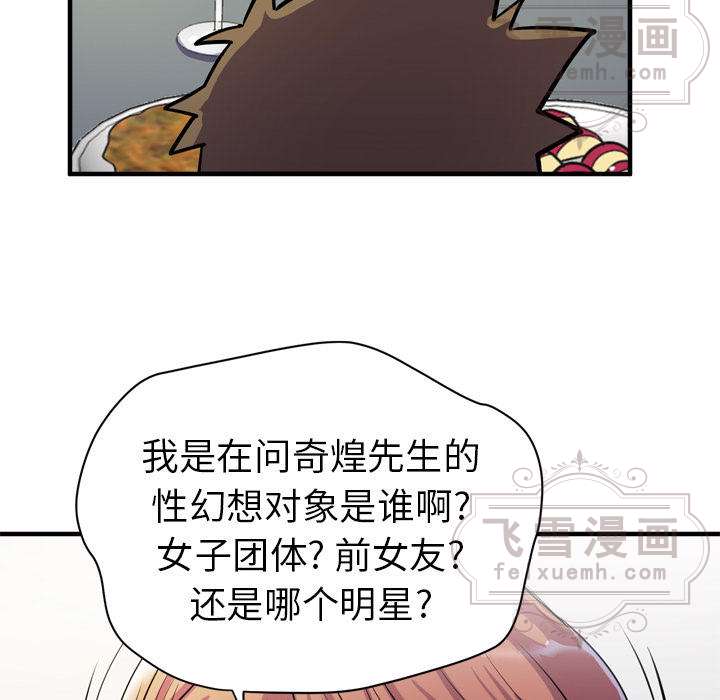 飞雪漫画
feixuemh.com
我是在问奇煌先生的
性幻想对象是谁啊?
女子团体? 前女友?
还是哪个明星?
飞雪漫画
feixuemh.com